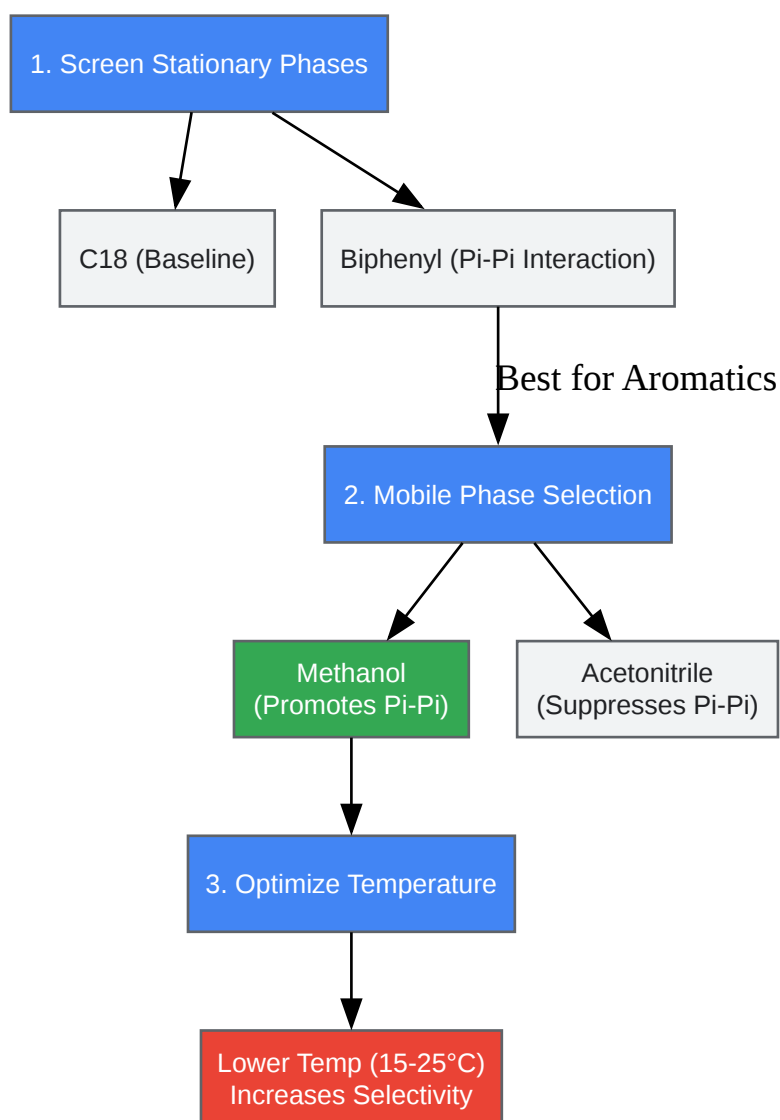 1. Screen Stationary Phases
C18 (Baseline)
Biphenyl (Pi-Pi Interaction)
Best for Aromatics
2. Mobile Phase Selection
Methanol
(Promotes Pi-Pi)
Acetonitrile
(Suppresses Pi-Pi)
3. Optimize Temperature
Lower Temp (15-25°C)
Increases Selectivity